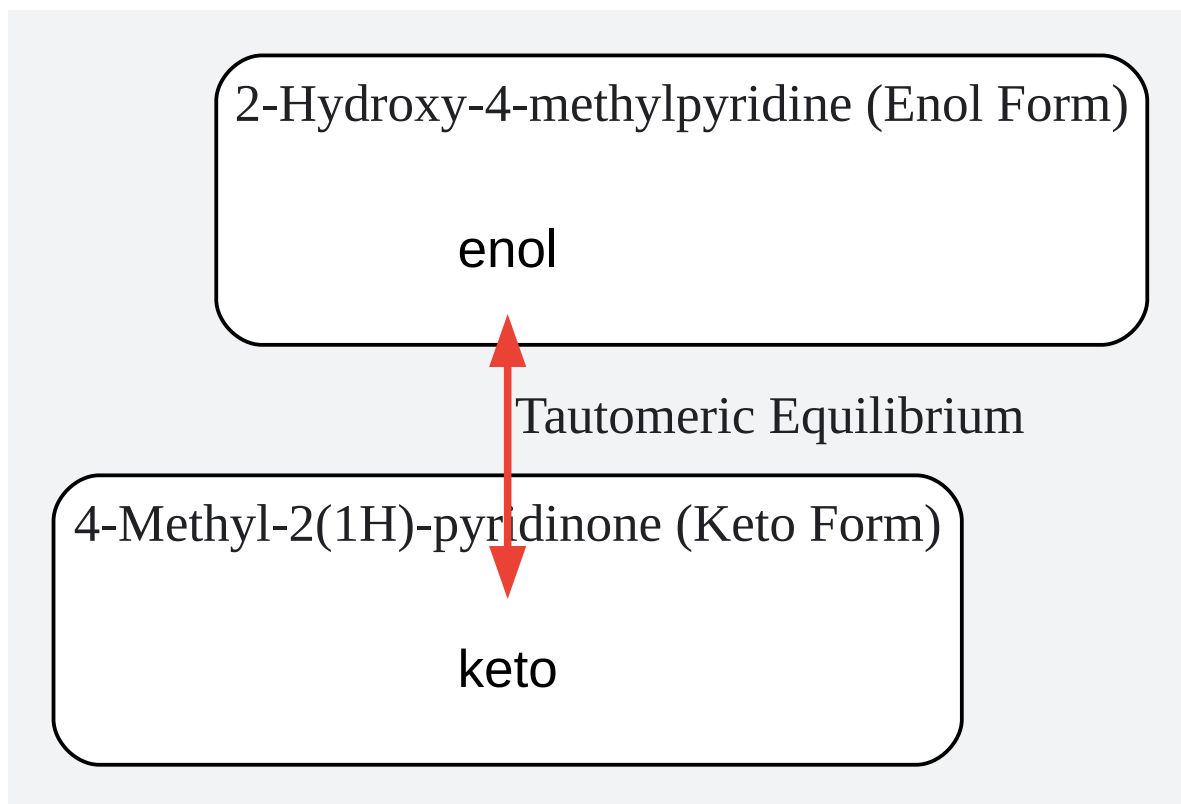 2-Hydroxy-4-methylpyridine (Enol Form)
enol
Tautomeric Equilibrium
4-Methyl-2(1H)-pyridinone (Keto Form)
keto